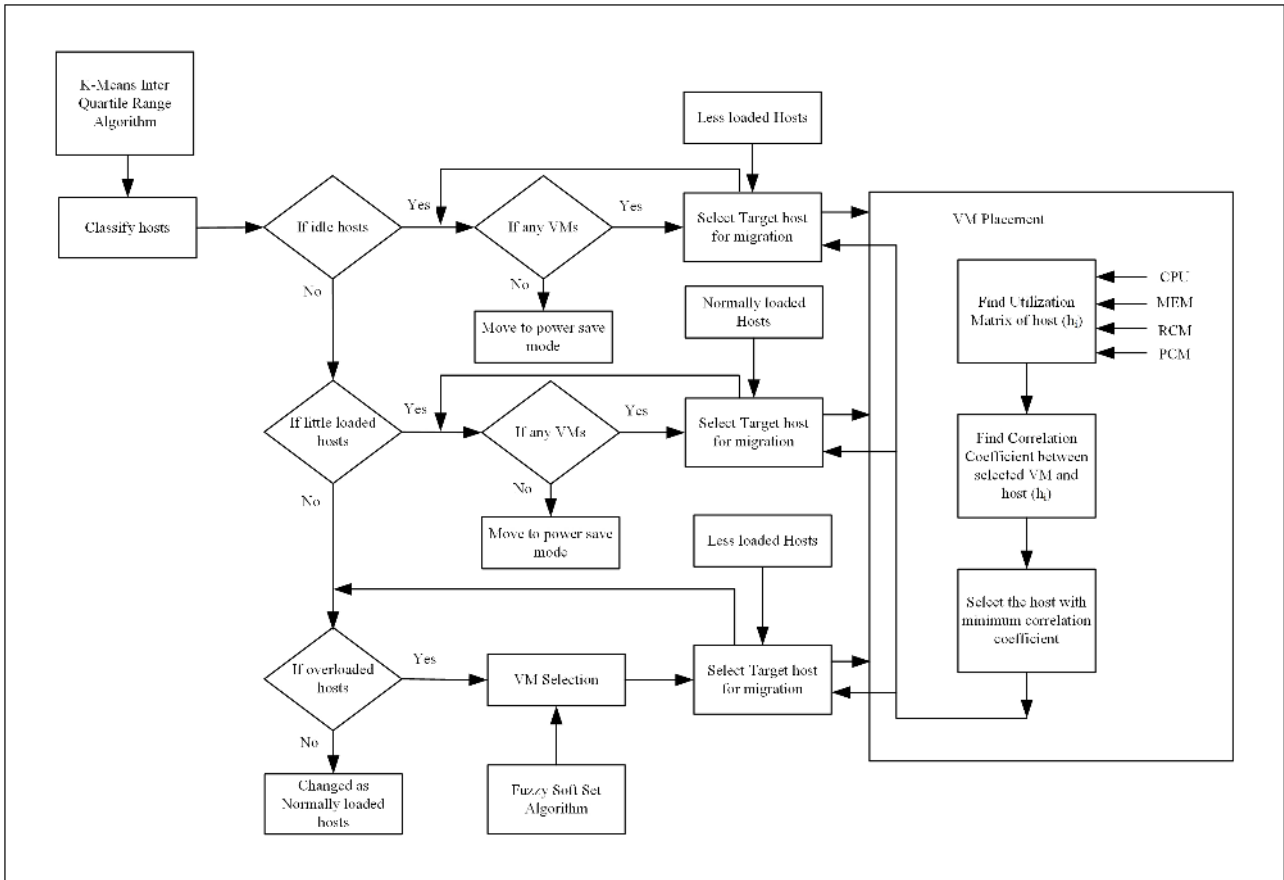 K-Means Inter
Quartile Range
Algorithm
Classify hosts
If idle hosts
Yes
No
If any VMs
Yes
No
Move to power save
mode
Less loaded Hosts
Select Target host
for migration
If little loaded
hosts
Yes
No
If any VMs
Yes
No
Move to power save
mode
Normally loaded
Hosts
Select Target host
for migration
If overloaded
hosts
Yes
No
Changed as
Normally loaded
hosts
VM Selection
Fuzzy Soft Set
Algorithm
Less loaded Hosts
Select Target host
for migration
VM Placement
Find Utilization
Matrix of host (hi)
CPU
MEM
RCM
PCM
Find Correlation
Coefficient between
selected VM and
host (hi)
Select the host with
minimum correlation
coefficient